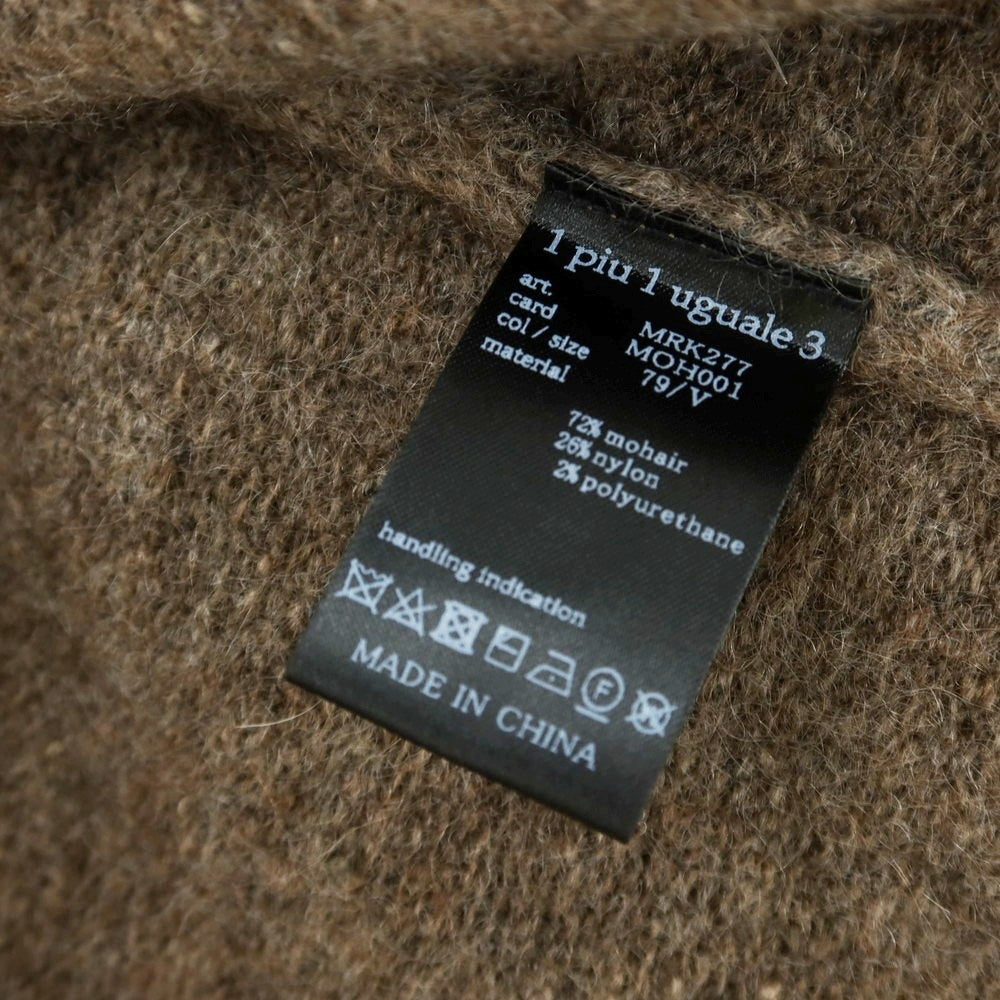 1 piu 1 uguale 3
art. MRK277
card MOH001
col / size 79/V
material
72% mohair
26% nylon
2% polyurethane
handling indication
F
MADE IN CHINA